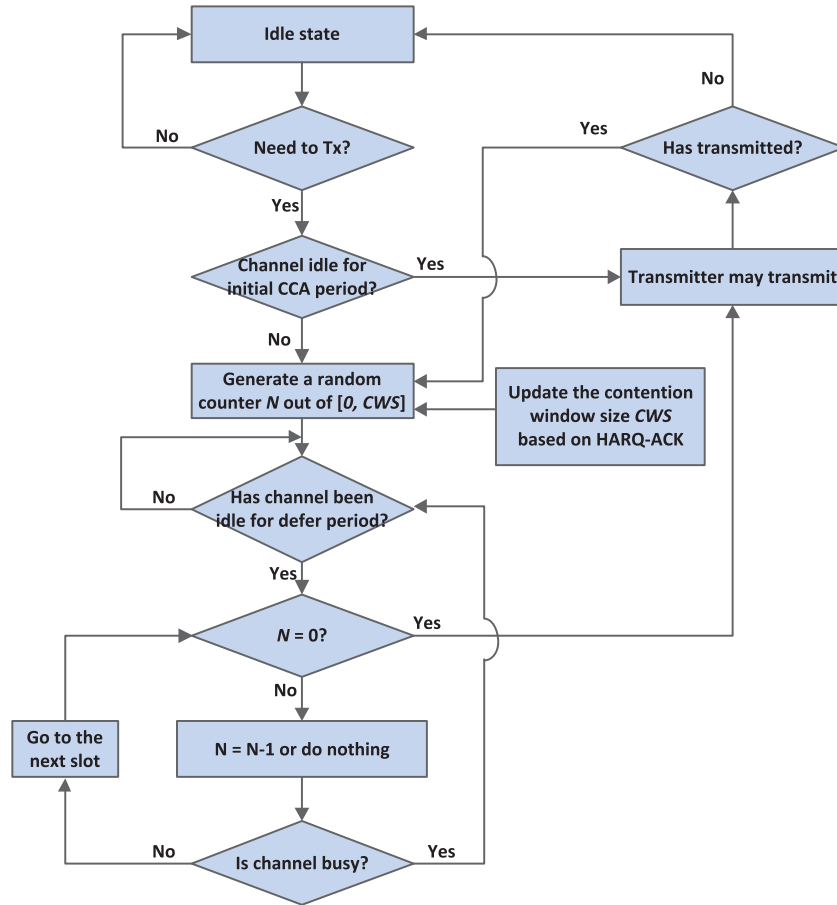 Idle state
No
No
Need to Tx?
Yes
Has transmitted?
Yes
Channel idle for
initial CCA period?
Yes
Transmitter may transmit
No
Generate a random
counter N out of [0, CWS]
Update the contention
window size CWS
based on HARQ-ACK
No
Has channel been
idle for defer period?
Yes
N = 0?
Yes
No
Go to the
next slot
N = N-1 or do nothing
No
Is channel busy?
Yes